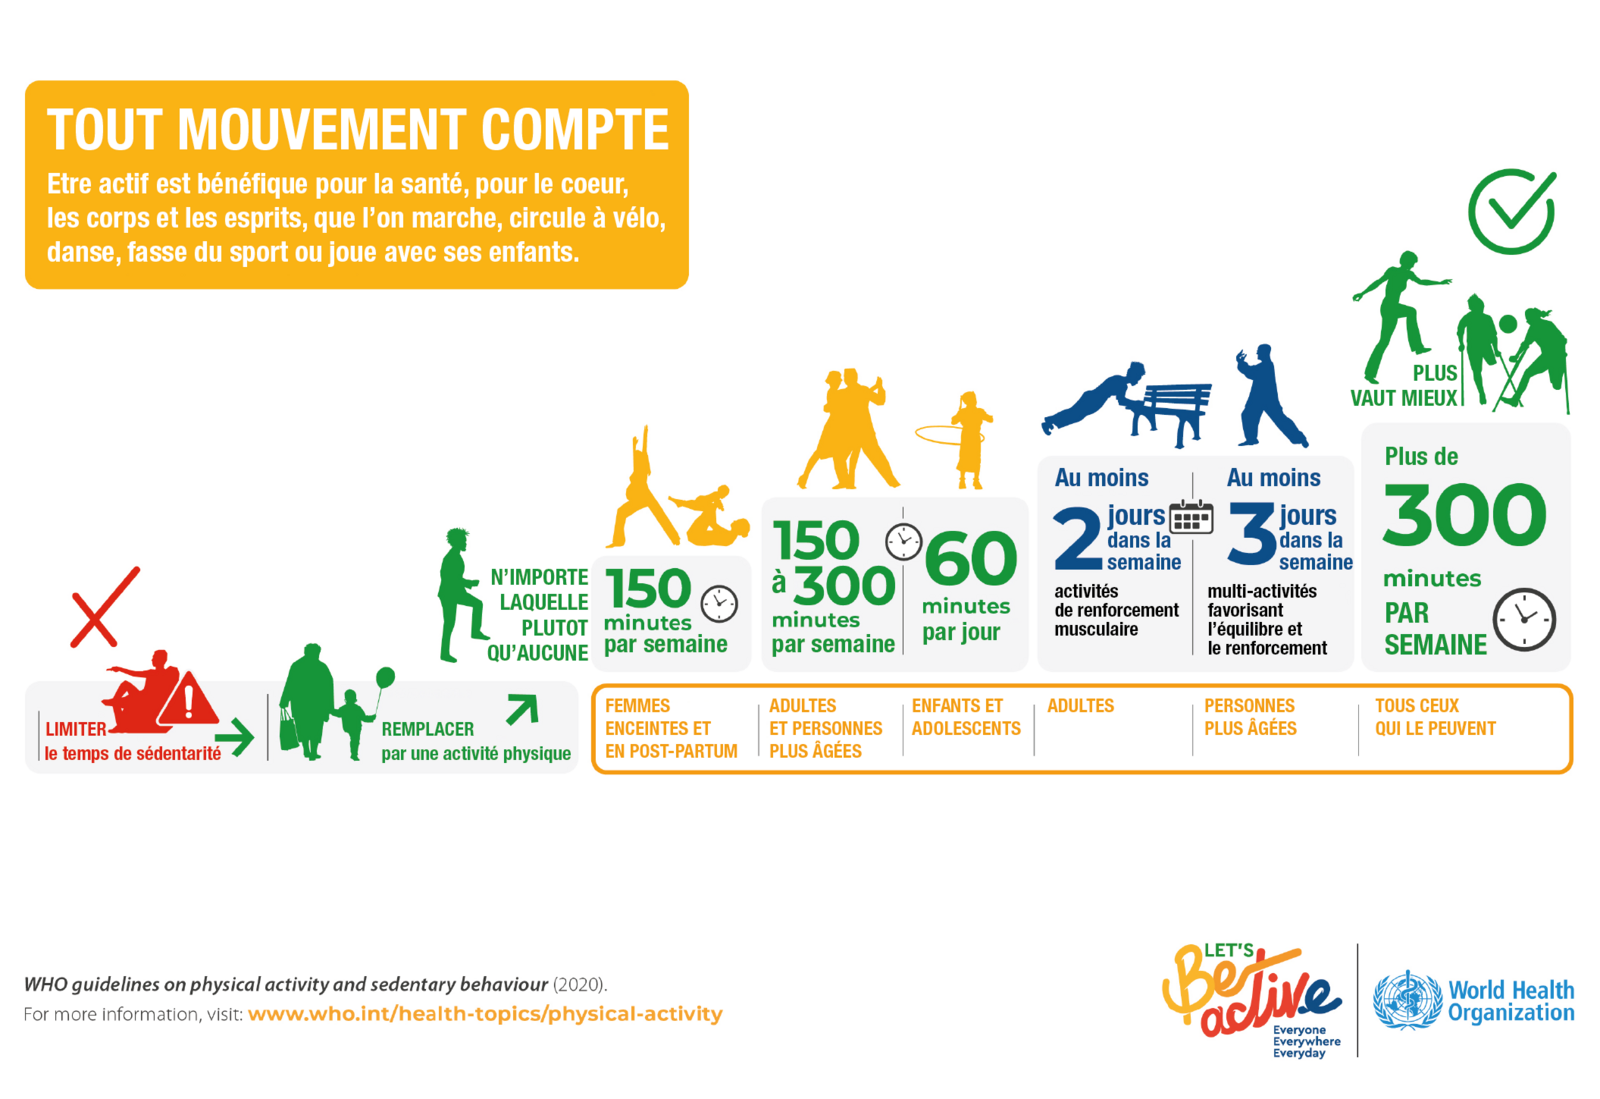 TOUT MOUVEMENT COMPTE
Etre actif est bénéfique pour la santé, pour le coeur,
les corps et les esprits, que l'on marche, circule à vélo,
danse, fasse du sport ou joue avec ses enfants.
LIMITER
le temps de sédentarité
REMPLACER
par une activité physique
N'IMPORTE
LAQUELLE
PLUTOT
QU'AUCUNE
150
minutes
par semaine
FEMMES
ENCEINTES ET
EN POST-PARTUM
150
à 300
minutes
par semaine
ADULTES
ET PERSONNES
PLUS ÂGÉES
60
minutes
par jour
ENFANTS ET
ADOLESCENTS
Au moins
2 jours
dans la
semaine
activités
de renforcement
musculaire
ADULTES
Au moins
3 jours
dans la
semaine
multi-activités
favorisant
l'équilibre et
le renforcement
PERSONNES
PLUS ÂGÉES
PLUS
VAUT MIEUX
Plus de
300
minutes
PAR
SEMAINE
TOUS CEUX
QUI LE PEUVENT
WHO guidelines on physical activity and sedentary behaviour (2020).
For more information, visit: www.who.int/health-topics/physical-activity
LET'S
Be
active
Everyone
Everywhere
Everyday
World Health
Organization